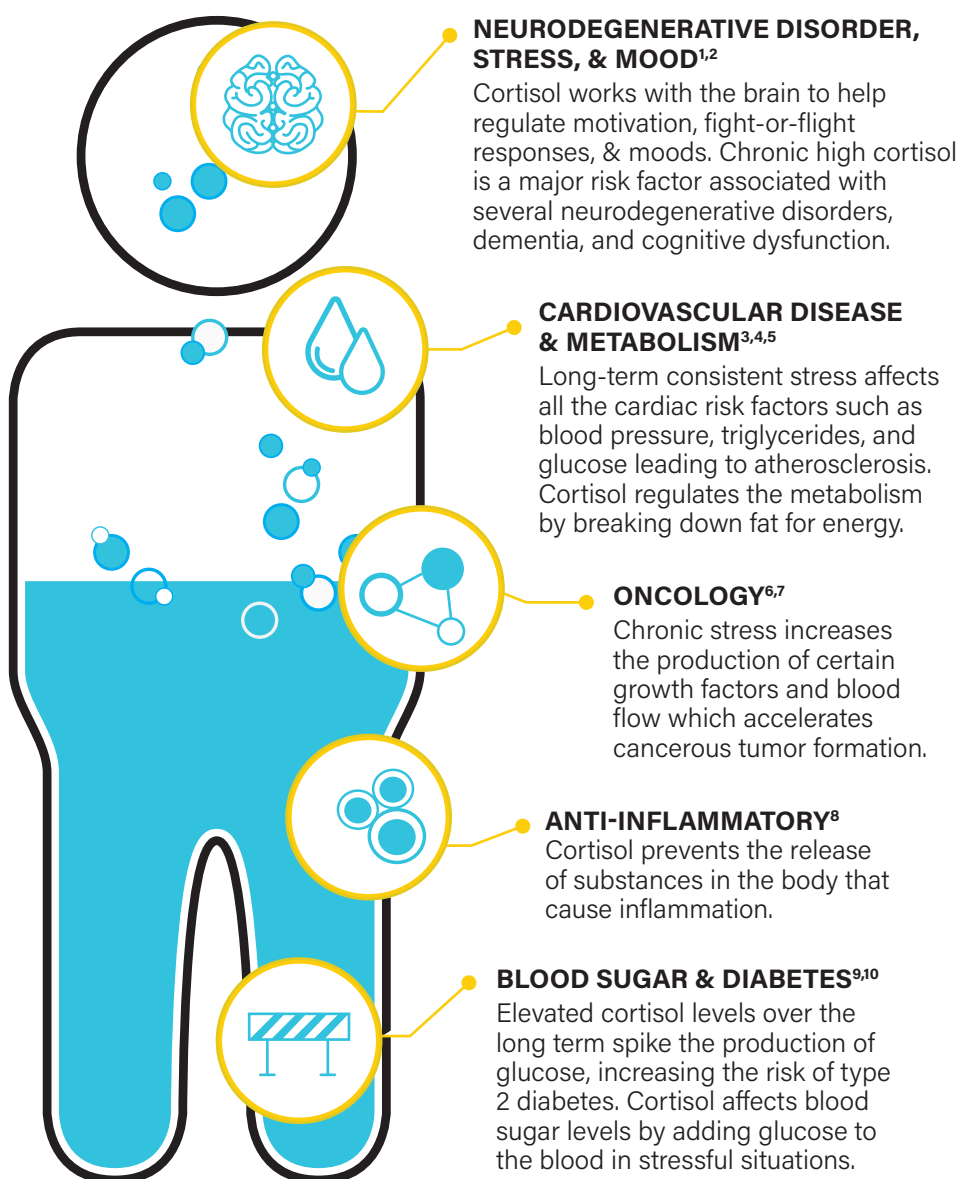 NEURODEGENERATIVE DISORDER,
STRESS, & MOOD¹,²
Cortisol works with the brain to help
regulate motivation, fight-or-flight
responses, & moods. Chronic high cortisol
is a major risk factor associated with
several neurodegenerative disorders,
dementia, and cognitive dysfunction.
CARDIOVASCULAR DISEASE
& METABOLISM³,⁴,⁵
Long-term consistent stress affects
all the cardiac risk factors such as
blood pressure, triglycerides, and
glucose leading to atherosclerosis.
Cortisol regulates the metabolism
by breaking down fat for energy.
ONCOLOGY⁶,⁷
Chronic stress increases
the production of certain
growth factors and blood
flow which accelerates
cancerous tumor formation.
ANTI-INFLAMMATORY⁸
Cortisol prevents the release
of substances in the body that
cause inflammation.
BLOOD SUGAR & DIABETES⁹,¹⁰
Elevated cortisol levels over the
long term spike the production of
glucose, increasing the risk of type
2 diabetes. Cortisol affects blood
sugar levels by adding glucose to
the blood in stressful situations.